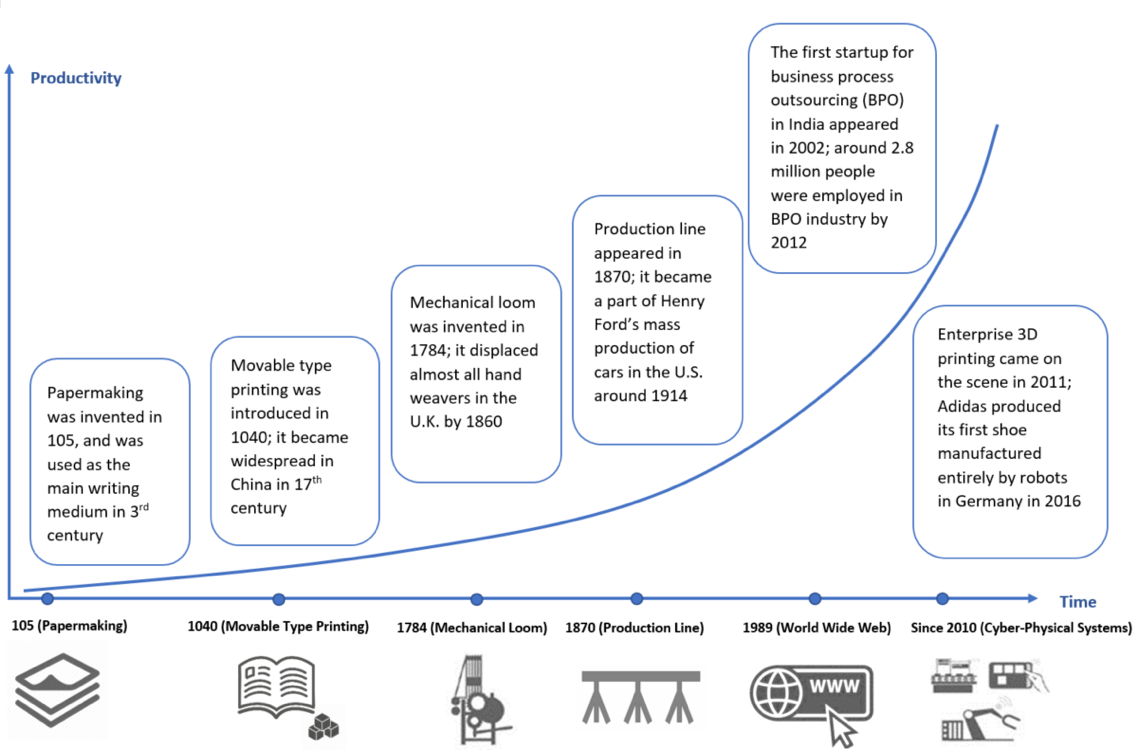 Productivity
Papermaking
was invented in
105, and was
used as the
main writing
medium in 3rd
century
Movable type
printing was
introduced in
1040; it became
widespread in
China in 17th
century
Mechanical loom
was invented in
1784; it displaced
almost all hand
weavers in the
U.K. by 1860
Production line
appeared in
1870; it became
a part of Henry
Ford’s mass
production of
cars in the U.S.
around 1914
The first startup for
business process
outsourcing (BPO)
in India appeared
in 2002; around 2.8
million people
were employed in
BPO industry by
2012
Enterprise 3D
printing came on
the scene in 2011;
Adidas produced
its first shoe
manufactured
entirely by robots
in Germany in 2016
Time
105 (Papermaking)
1040 (Movable Type Printing)
1784 (Mechanical Loom)
1870 (Production Line)
1989 (World Wide Web)
Since 2010 (Cyber-Physical Systems)
WWW